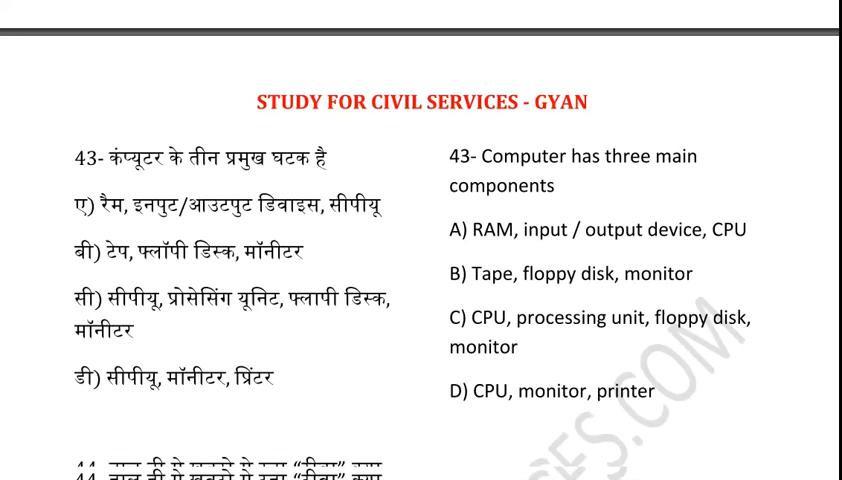 STUDY FOR CIVIL SERVICES - GYAN
43- कंप्यूटर के तीन प्रमुख घटक है
ए) रैम, इनपुट/आउटपुट डिवाइस, सीपीयू
बी) टेप, फ्लॉपी डिस्क, मॉनीटर
सी) सीपीयू, प्रोसेसिंग यूनिट, फ्लापी डिस्क,
मॉनीटर
डी) सीपीयू, मॉनीटर, प्रिंटर
43- Computer has three main
components
A) RAM, input / output device, CPU
B) Tape, floppy disk, monitor
C) CPU, processing unit, floppy disk,
monitor
D) CPU, monitor, printer